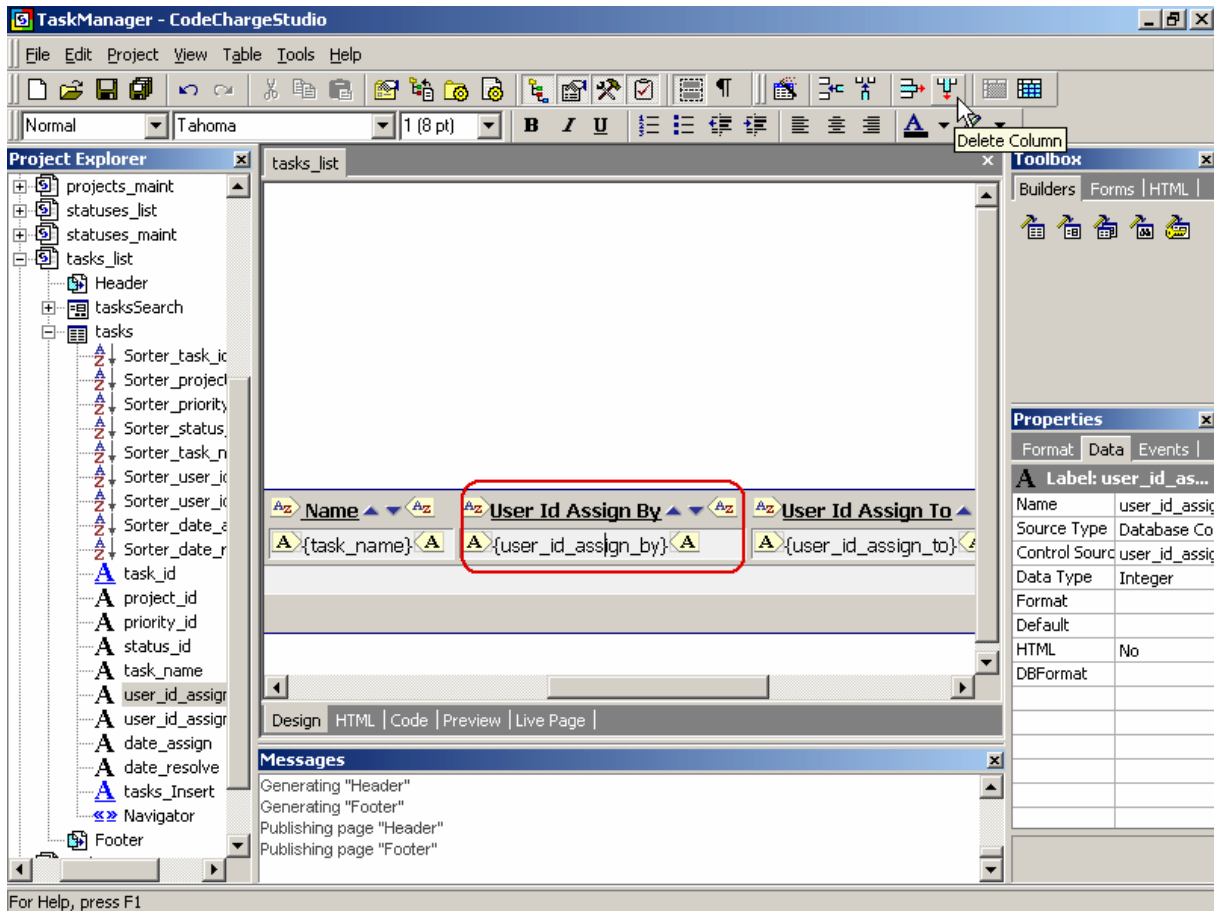 TaskManager - CodeChargeStudio
File Edit Project View Table Tools Help
Normal Tahoma 1 (8 pt) B I U A
Delete Column
Project Explorer
projects_maint
statuses_list
statuses_maint
tasks_list
Header
tasksSearch
tasks
Sorter_task_id
Sorter_project
Sorter_priority
Sorter_status_
Sorter_task_n
Sorter_user_id
Sorter_user_id
Sorter_date_a
Sorter_date_r
task_id
project_id
priority_id
status_id
task_name
user_id_assign
user_id_assign
date_assign
date_resolve
tasks_Insert
Navigator
Footer
tasks_list
Name User Id Assign By User Id Assign To
{task_name} {user_id_assign_by} {user_id_assign_to}
Design HTML Code Preview Live Page
Messages
Generating "Header"
Generating "Footer"
Publishing page "Header"
Publishing page "Footer"
Toolbox
Builders Forms HTML
Properties
Format Data Events
A Label: user_id_as...
Name user_id_assig
Source Type Database Co
Control Sourc user_id_assig
Data Type Integer
Format
Default
HTML No
DBFormat
For Help, press F1